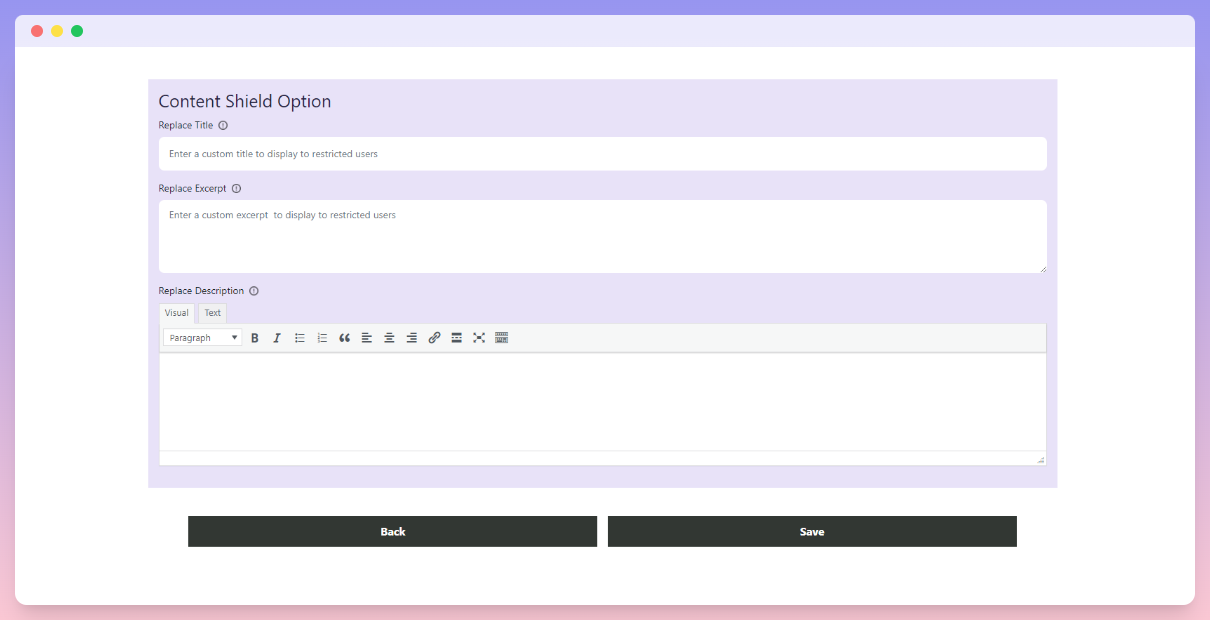 Content Shield Option
Replace Title
Enter a custom title to display to restricted users
Replace Excerpt
Enter a custom excerpt  to display to restricted users
Replace Description
Visual Text
Paragraph
Back Save